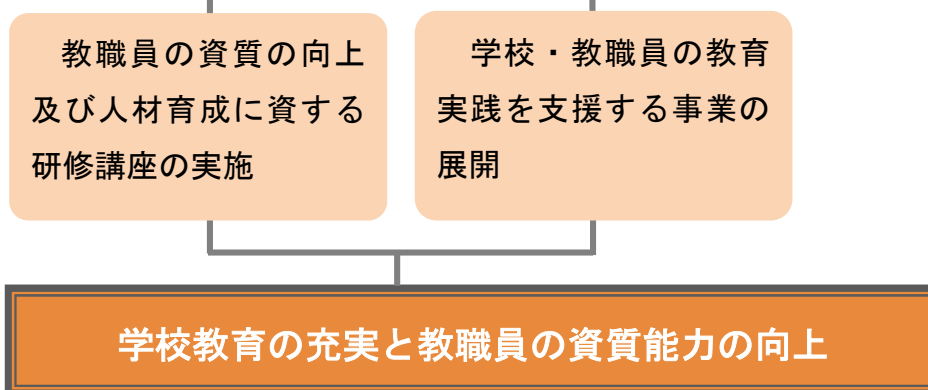 教職員の資質の向上
及び人材育成に資する
研修講座の実施
学校・教職員の教育
実践を支援する事業の
展開
学校教育の充実と教職員の資質能力の向上